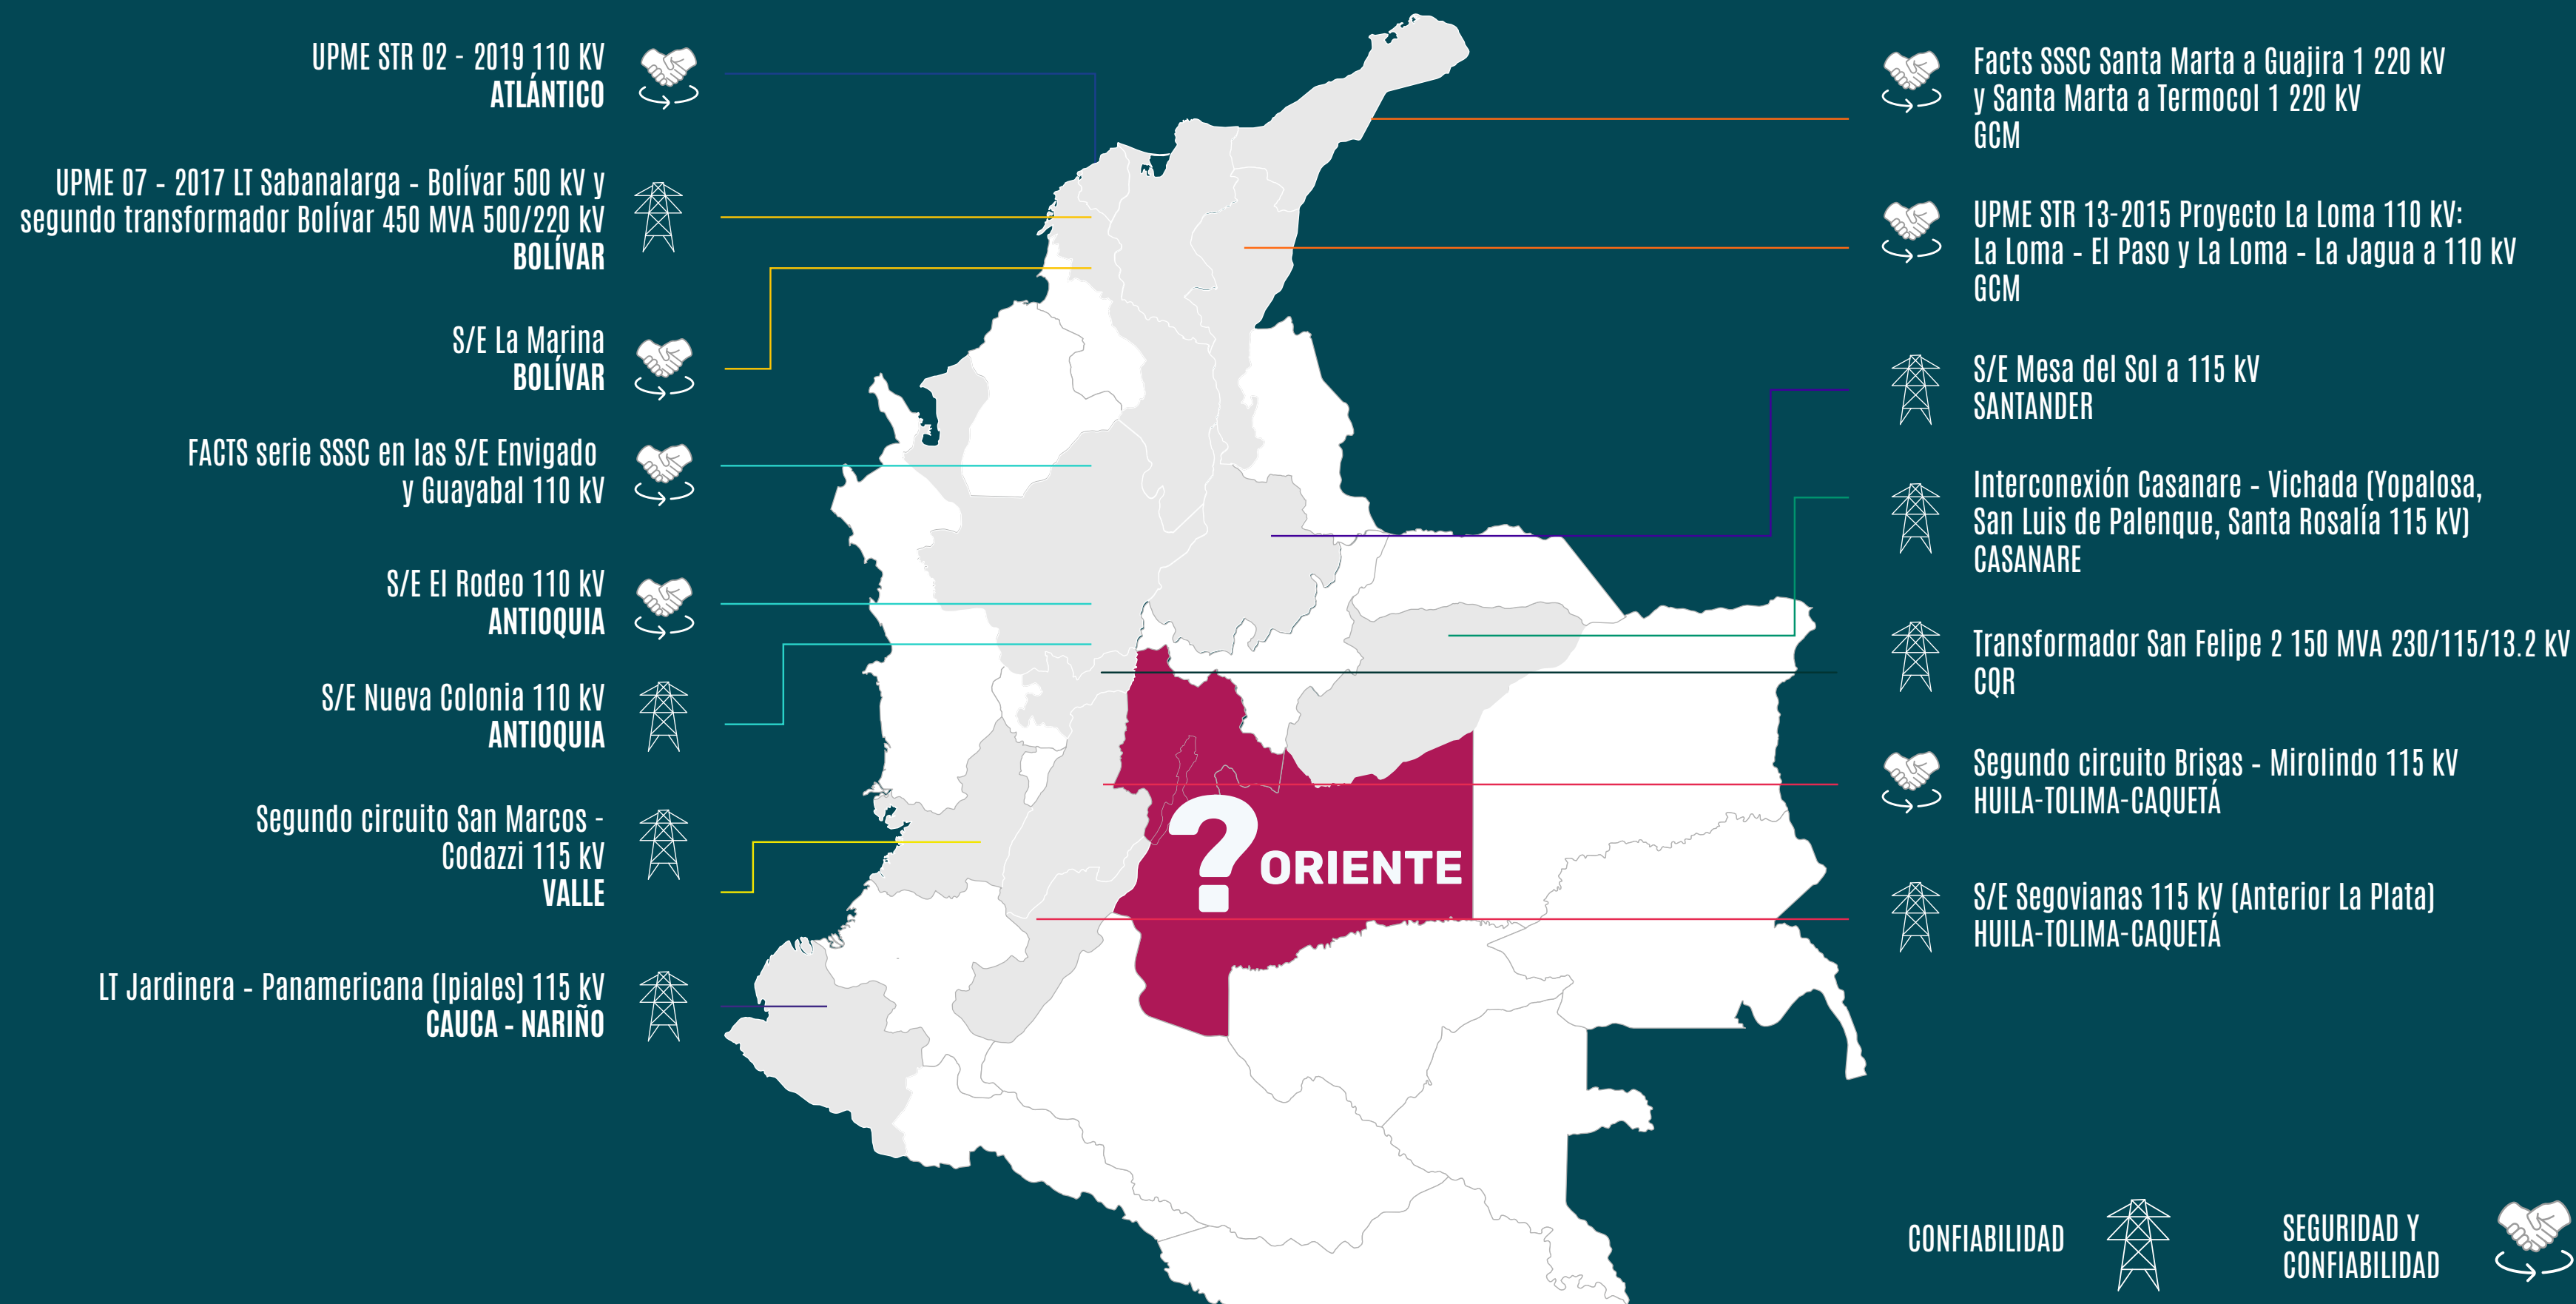 UPME STR 02 - 2019 110 KV
ATLÁNTICO
UPME 07 - 2017 LT Sabanalarga - Bolívar 500 kV y
segundo transformador Bolívar 450 MVA 500/220 kV
BOLÍVAR
S/E La Marina
BOLÍVAR
FACTS serie SSSC en las S/E Envigado
y Guayabal 110 kV
S/E El Rodeo 110 kV
ANTIOQUIA
S/E Nueva Colonia 110 kV
ANTIOQUIA
Segundo circuito San Marcos -
Codazzi 115 kV
VALLE
LT Jardinera - Panamericana (Ipiales) 115 kV
CAUCA - NARIÑO
? ORIENTE
Facts SSSC Santa Marta a Guajira 1 220 kV
y Santa Marta a Termocol 1 220 kV
GCM
UPME STR 13-2015 Proyecto La Loma 110 kV:
La Loma - El Paso y La Loma - La Jagua a 110 kV
GCM
S/E Mesa del Sol a 115 kV
SANTANDER
Interconexión Casanare - Vichada (Yopalosa,
San Luis de Palenque, Santa Rosalía 115 kV)
CASANARE
Transformador San Felipe 2 150 MVA 230/115/13.2 kV
CQR
Segundo circuito Brisas - Mirolindo 115 kV
HUILA-TOLIMA-CAQUETÁ
S/E Segovianas 115 kV (Anterior La Plata)
HUILA-TOLIMA-CAQUETÁ
CONFIABILIDAD
SEGURIDAD Y
CONFIABILIDAD